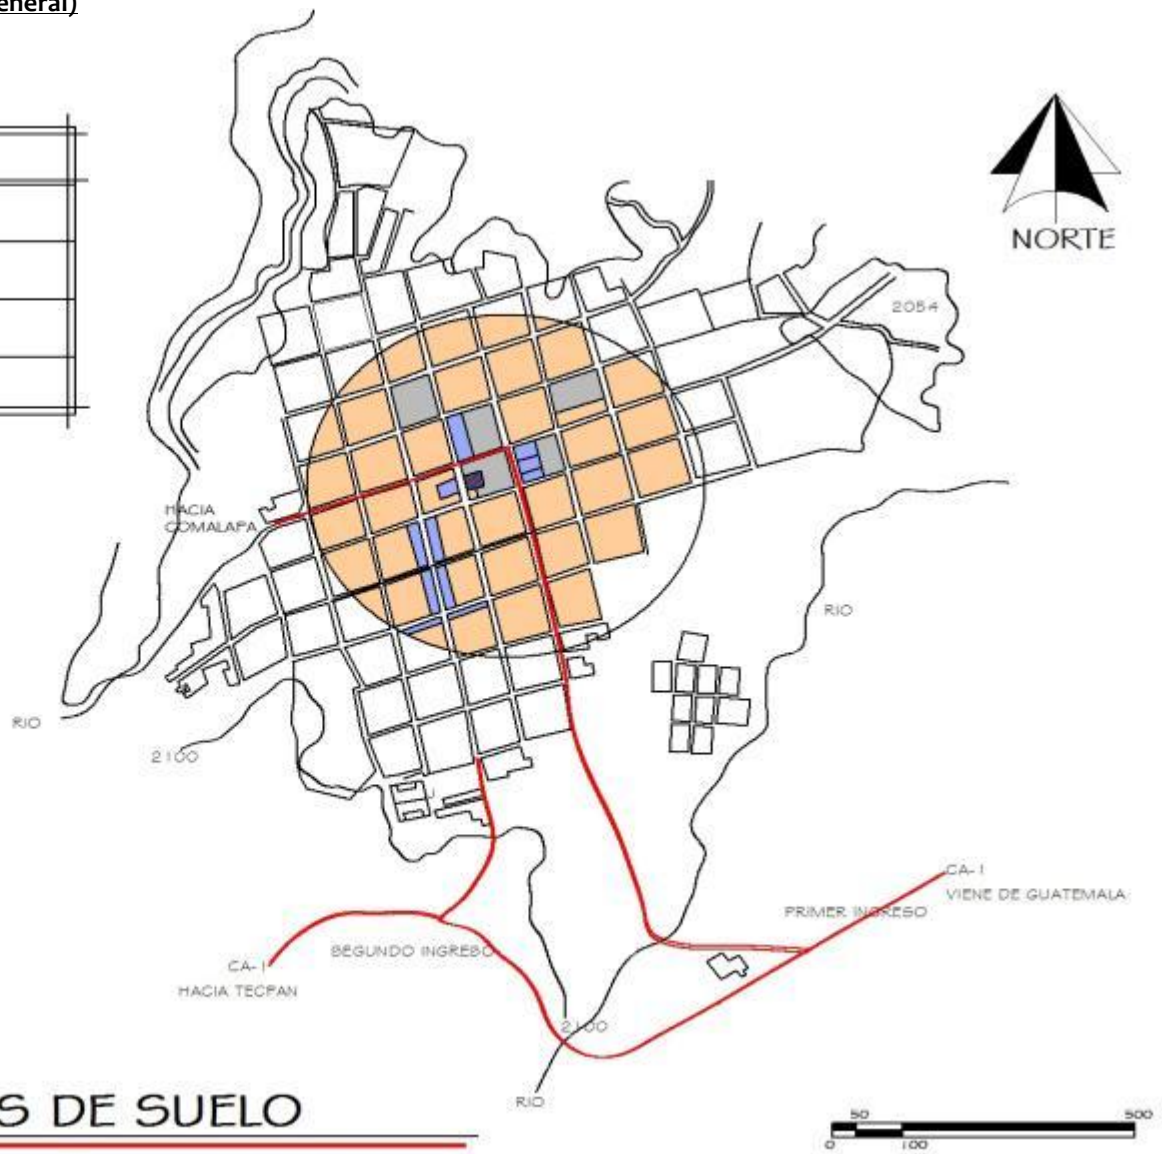 eneral)
NORTE
2054
HACIA
COMALAPA
RIO
RIO
2100
CA-1
VIENE DE GUATEMALA
PRIMER INGRESO
SEGUNDO INGRESO
CA-1
HACIA TECPAN
2100
RIO
S DE SUELO
50
500
0
100